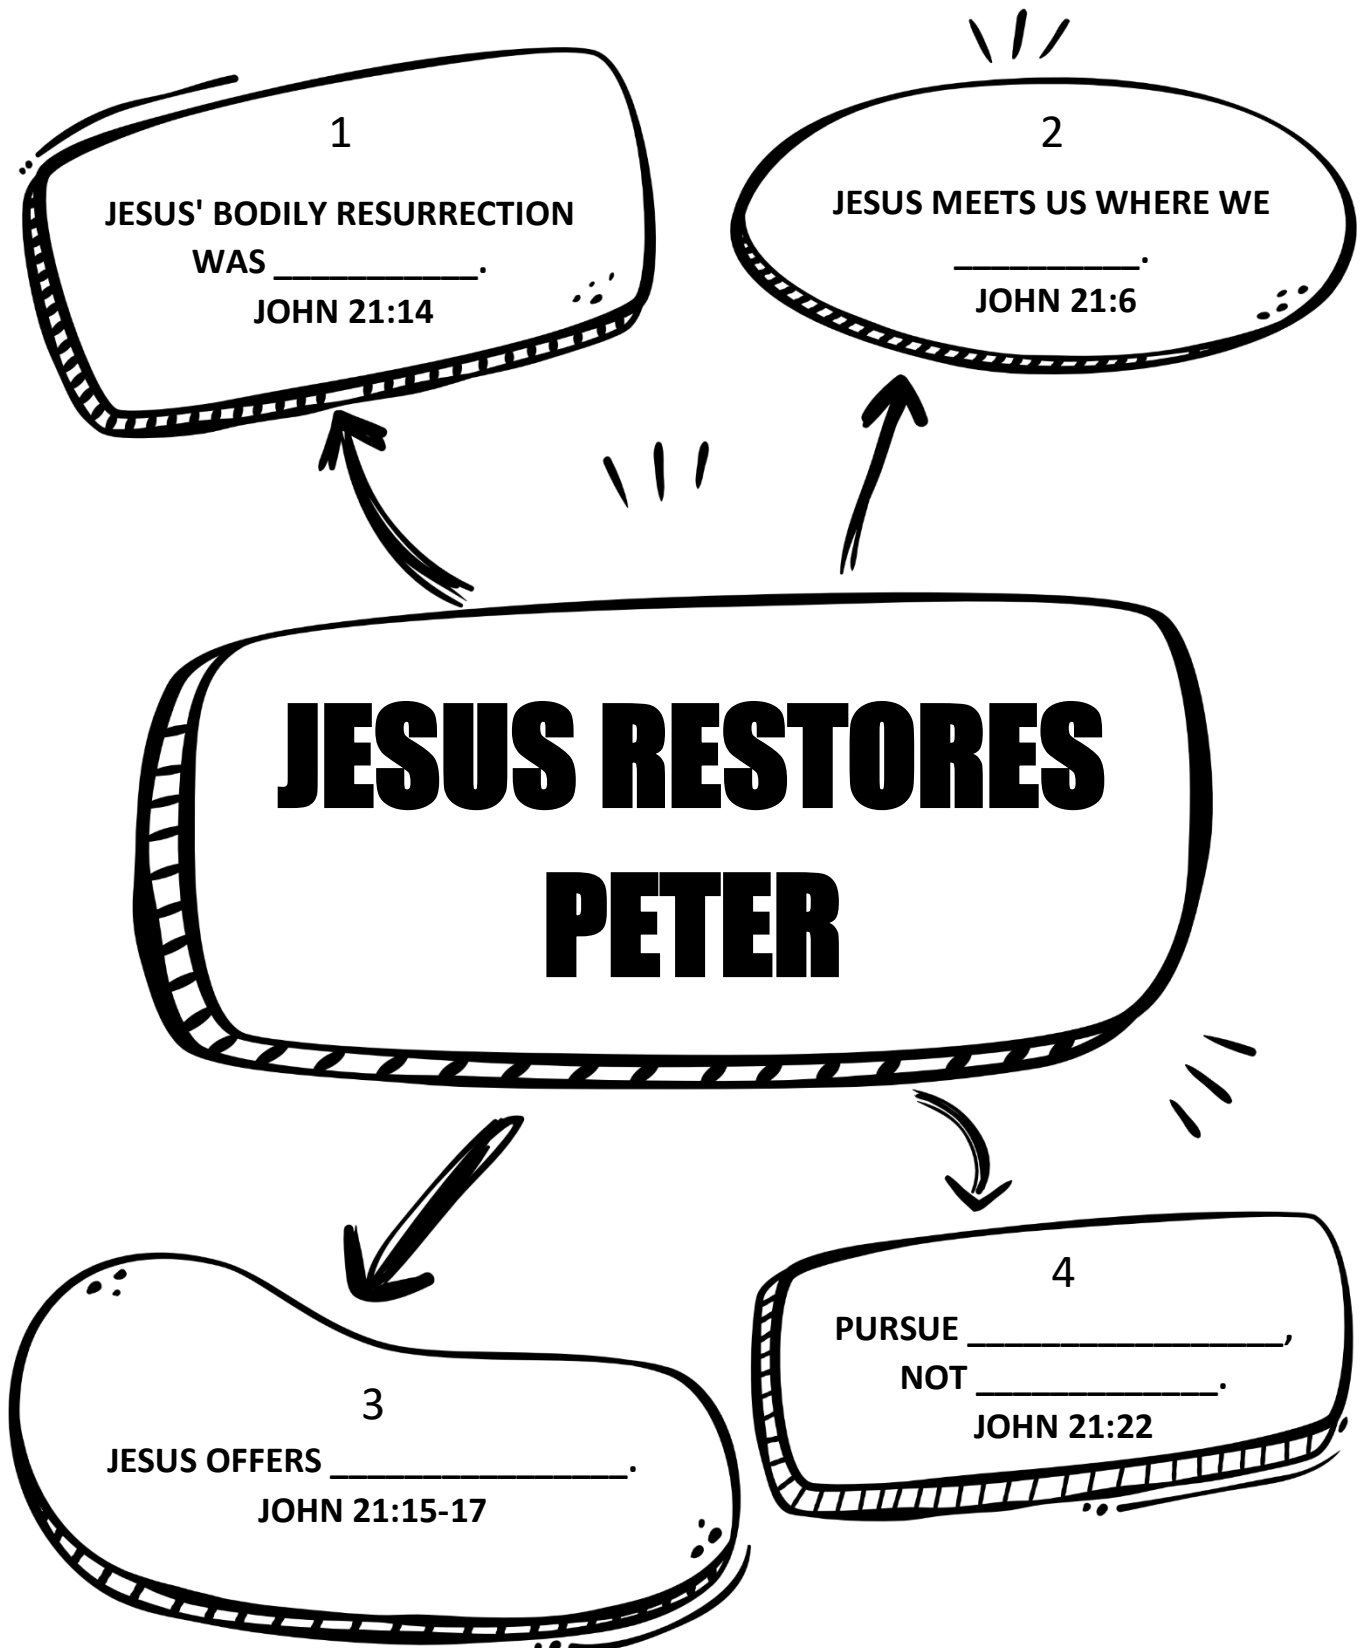 1
JESUS' BODILY RESURRECTION
WAS ___________.
JOHN 21:14
2
JESUS MEETS US WHERE WE
__________.
JOHN 21:6
JESUS RESTORES
PETER
3
JESUS OFFERS ________________.
JOHN 21:15-17
4
PURSUE _________________,
NOT _____________.
JOHN 21:22